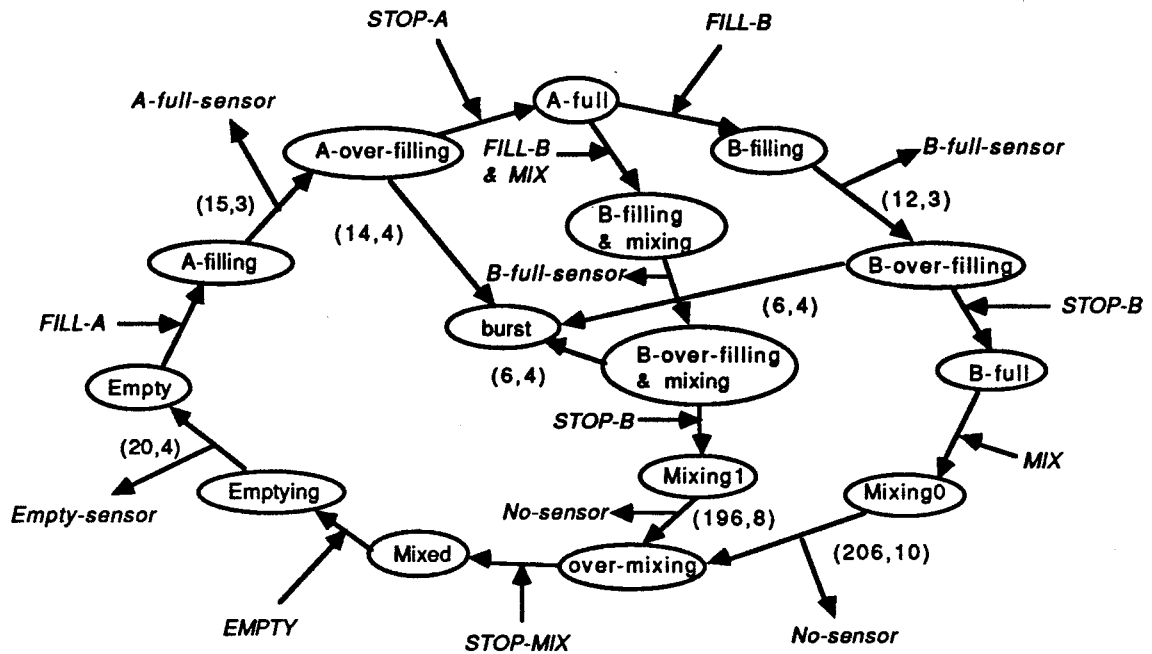 STOP-A
FILL-B
A-full-sensor
A-full
A-over-filling
FILL-B
& MIX
B-filling
B-full-sensor
(15,3)
(14,4)
B-filling
& mixing
(12,3)
A-filling
B-full-sensor
B-over-filling
FILL-A
burst
(6,4)
STOP-B
(6,4)
B-over-filling
& mixing
B-full
Empty
STOP-B
(20,4)
Mixing1
MIX
Emptying
Mixing0
Empty-sensor
No-sensor
(196,8)
Mixed
over-mixing
(206,10)
EMPTY
STOP-MIX
No-sensor